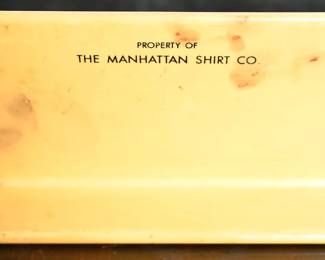 PROPERTY OF
THE MANHATTAN SHIRT CO.